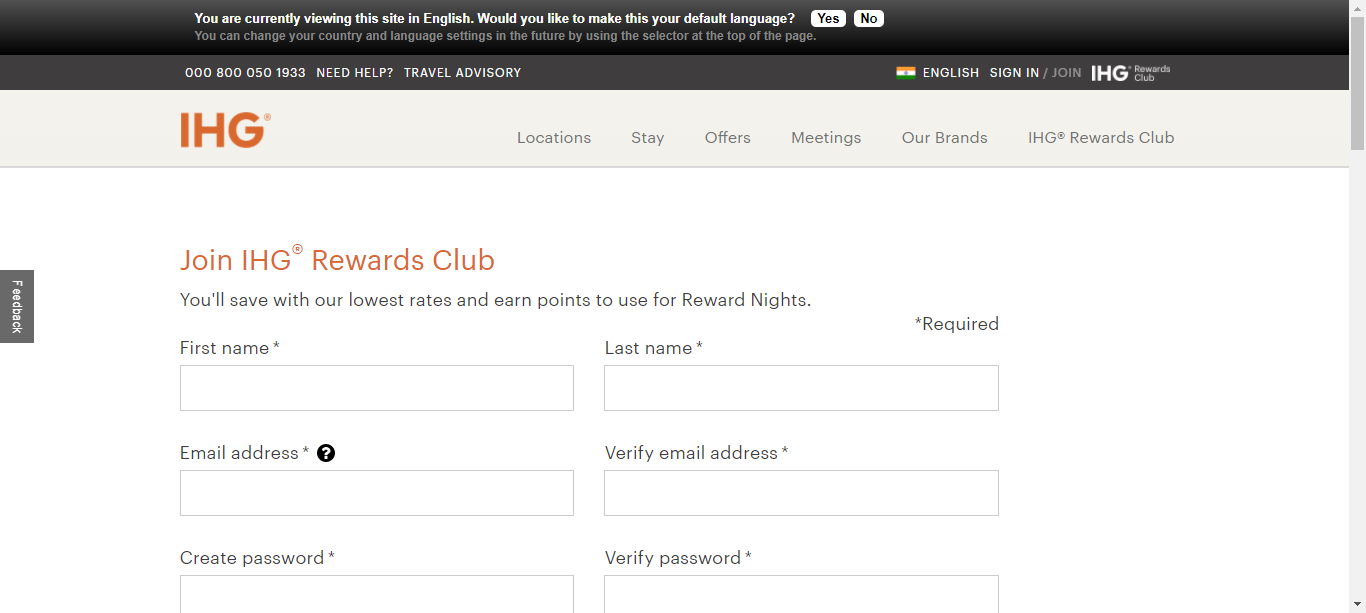 You are currently viewing this site in English. Would you like to make this your default language? Yes No
You can change your country and language settings in the future by using the selector at the top of the page.
000 800 050 1933 NEED HELP? TRAVEL ADVISORY ENGLISH SIGN IN / JOIN IHG® Rewards Club
IHG® Locations Stay Offers Meetings Our Brands IHG® Rewards Club
Join IHG® Rewards Club
You'll save with our lowest rates and earn points to use for Reward Nights.
*Required
First name * Last name *
Email address * ? Verify email address *
Create password * Verify password *
Feedback